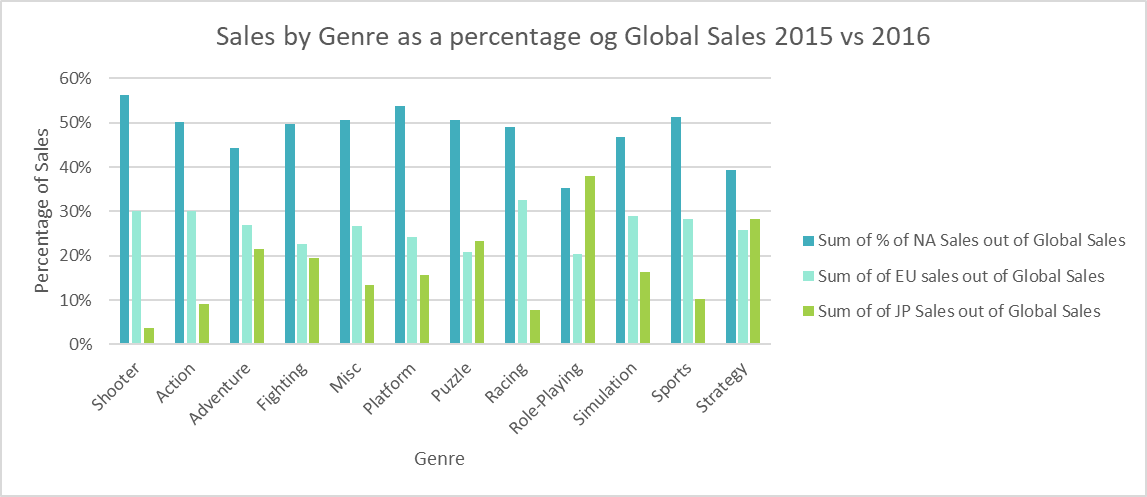 Sales by Genre as a percentage og Global Sales 2015 vs 2016
60%
50%
40%
30%
20%
10%
0%
Percentage of Sales
Shooter
Action
Adventure
Fighting
Misc
Platform
Puzzle
Racing
Role-Playing
Simulation
Sports
Strategy
Genre
Sum of % of NA Sales out of Global Sales
Sum of of EU sales out of Global Sales
Sum of of JP Sales out of Global Sales